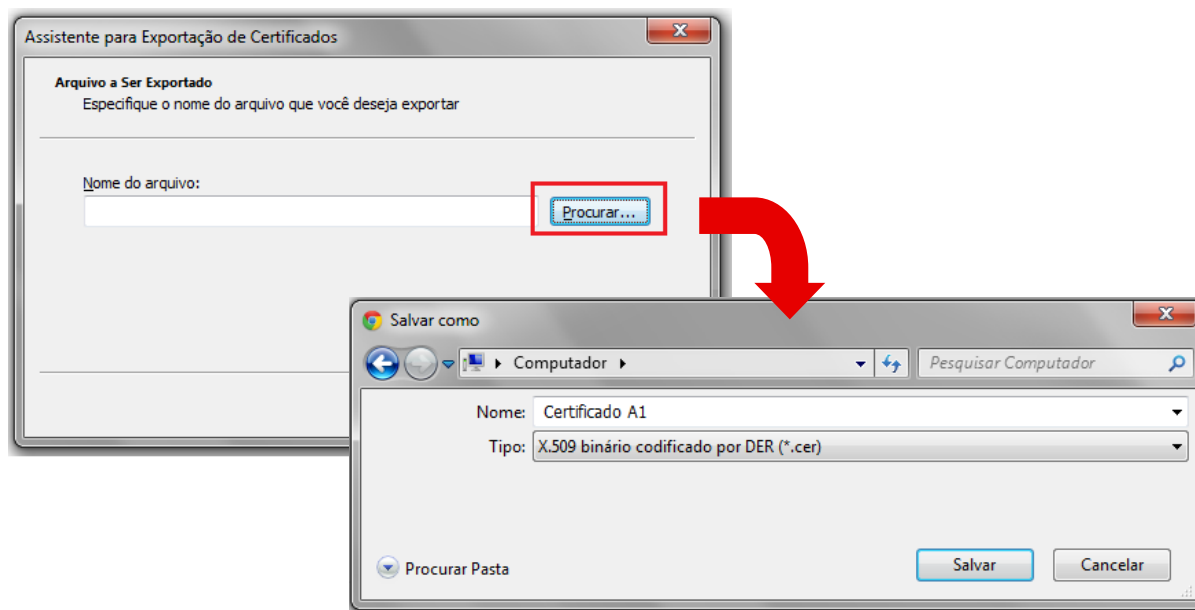 Assistente para Exportação de Certificados
Arquivo a Ser Exportado
Especifique o nome do arquivo que você deseja exportar
Nome do arquivo:
Procurar...
Salvar como
Computador
Pesquisar Computador
Nome: Certificado A1
Tipo: X.509 binário codificado por DER (*.cer)
Procurar Pasta
Salvar
Cancelar